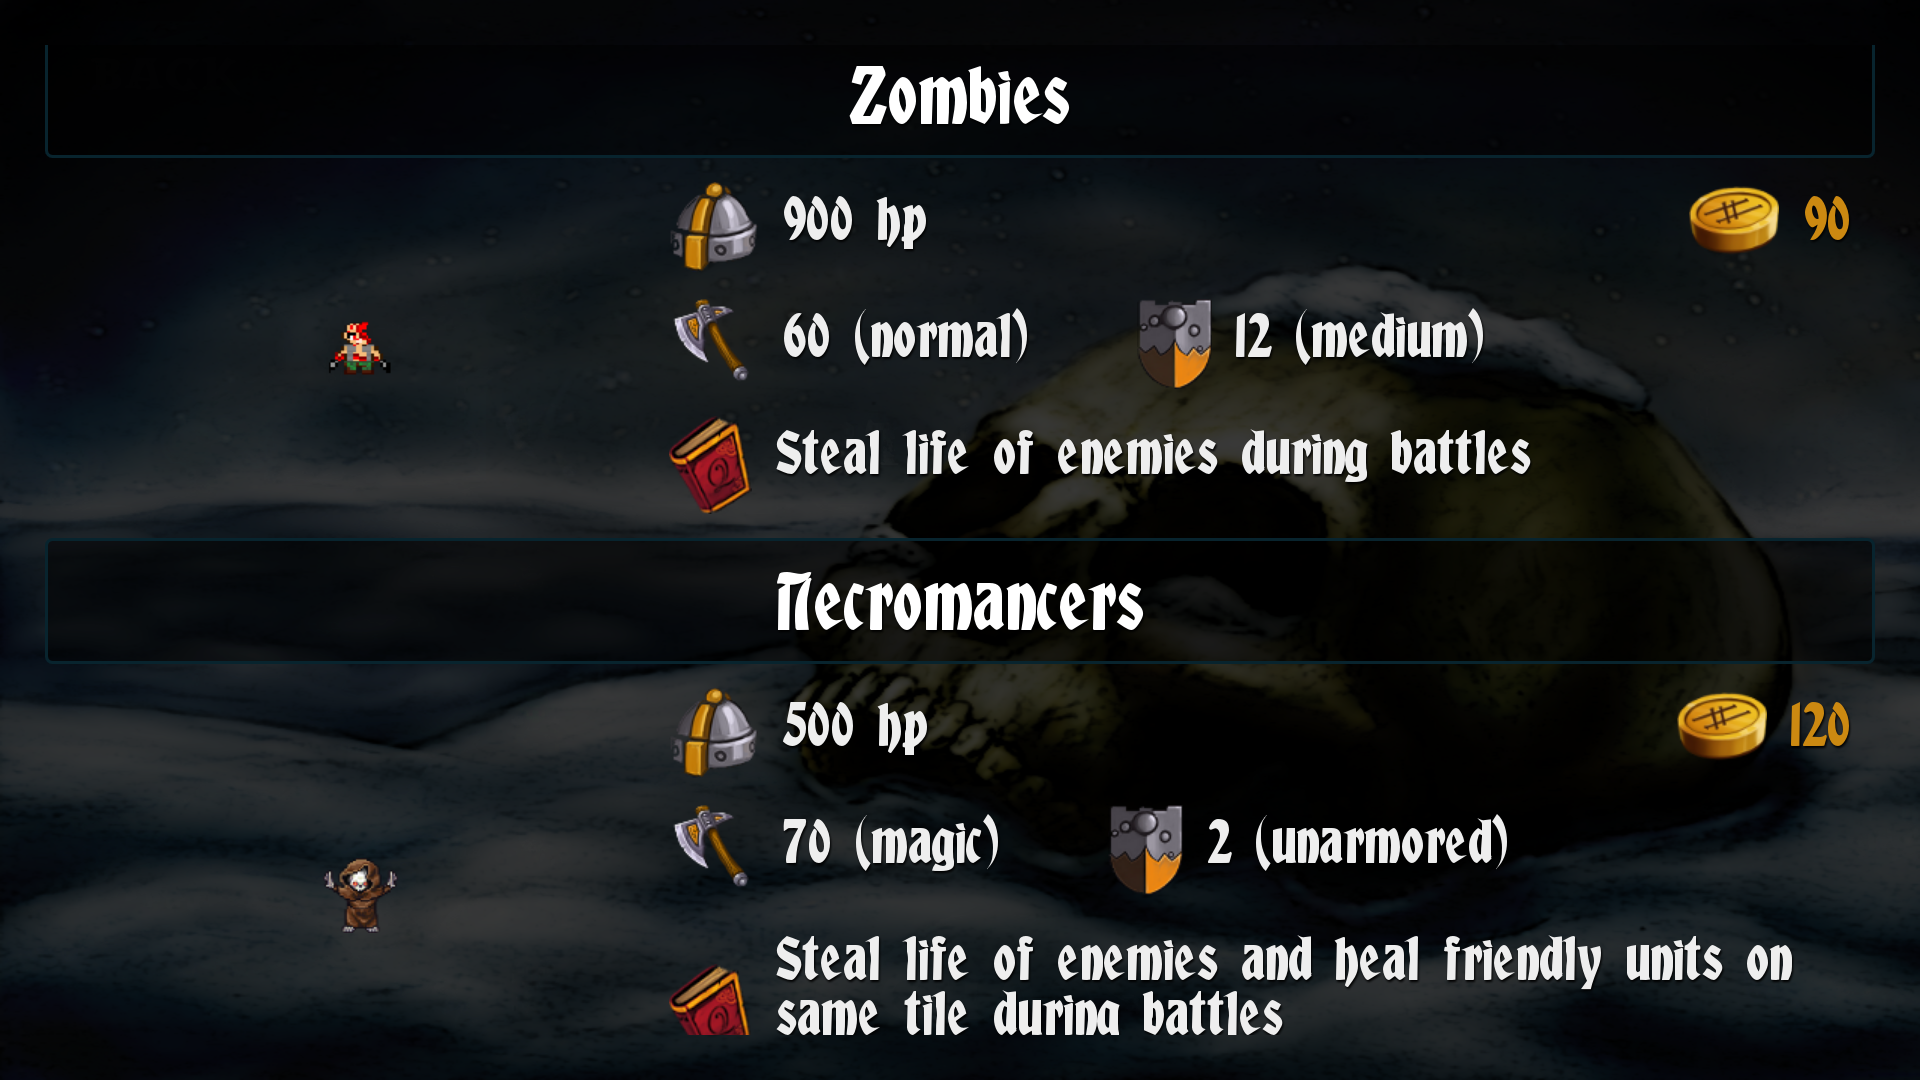 Zombies
900 hp
90
60 (normal)
12 (medium)
Steal life of enemies during battles
Necromancers
500 hp
120
70 (magic)
2 (unarmored)
Steal life of enemies and heal friendly units on
same tile during battles